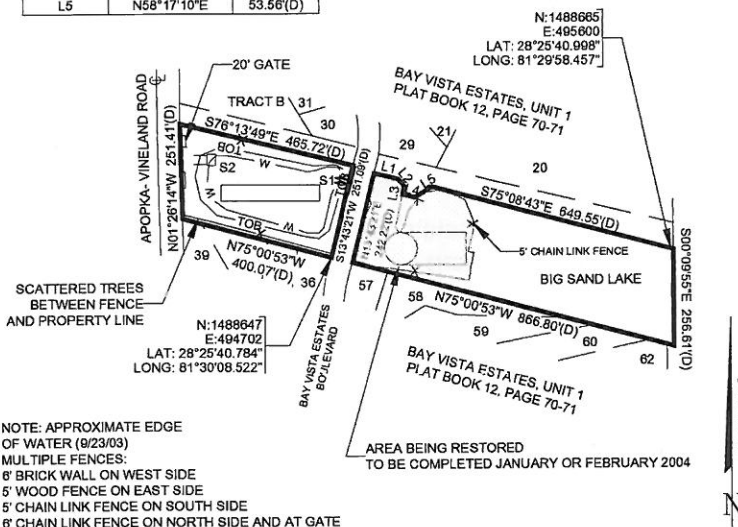 L5 N58°17'10"E 53.56'(D)
N:1488665
E:495600
LAT: 28°25'40.998"
LONG: 81°29'58.457"
20' GATE
BAY VISTA ESTATES, UNIT 1
PLAT BOOK 12, PAGE 70-71
TRACT B
31
30
29
21
20
APOPKA- VINELAND ROAD
N01°26'14"W 251.41'(D)
S76°13'49"E 465.72'(D)
TOB
W
S2
S1
TOB
W
W
TOB
S13°43'21"W 251.09'(D)
L1
L2
L3
L4
L5
242.22'(D)
S75°08'43"E 649.55'(D)
5' CHAIN LINK FENCE
BIG SAND LAKE
S00°09'55"E 256.61'(D)
39
N75°00'53"W
400.07'(D)
36
57
58
N75°00'53"W 866.80'(D)
59
60
62
SCATTERED TREES
BETWEEN FENCE
AND PROPERTY LINE
N:1488647
E:494702
LAT: 28°25'40.784"
LONG: 81°30'08.522"
BAY VISTA ESTATES
BOULEVARD
BAY VISTA ESTATES, UNIT 1
PLAT BOOK 12, PAGE 70-71
NOTE: APPROXIMATE EDGE
OF WATER (9/23/03)
MULTIPLE FENCES:
6' BRICK WALL ON WEST SIDE
5' WOOD FENCE ON EAST SIDE
5' CHAIN LINK FENCE ON SOUTH SIDE
6' CHAIN LINK FENCE ON NORTH SIDE AND AT GATE
AREA BEING RESTORED
TO BE COMPLETED JANUARY OR FEBRUARY 2004
N